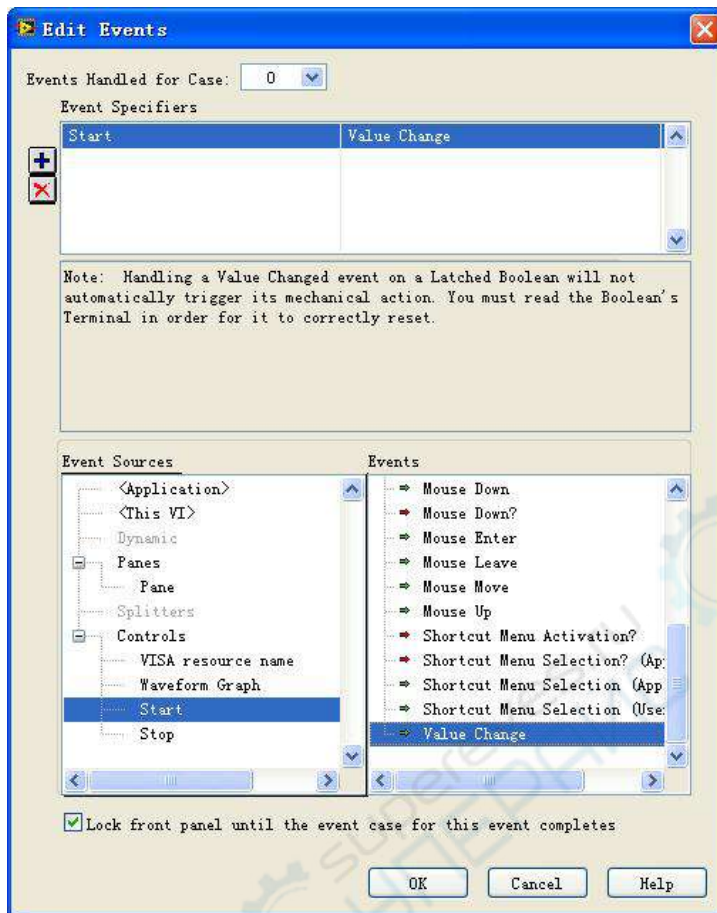 Edit Events
Events Handled for Case: 0
Event Specifiers
Start Value Change
Note: Handling a Value Changed event on a Latched Boolean will not
automatically trigger its mechanical action. You must read the Boolean's
Terminal in order for it to correctly reset.
Event Sources Events
<Application> Mouse Down
<This VI> Mouse Down?
Dynamic Mouse Enter
Panes Mouse Leave
Pane Mouse Move
Splitters Mouse Up
Controls Shortcut Menu Activation?
VISA resource name Shortcut Menu Selection? (Ap
Waveform Graph Shortcut Menu Selection (App
Start Shortcut Menu Selection (Use
Stop Value Change
Lock front panel until the event case for this event completes
OK Cancel Help